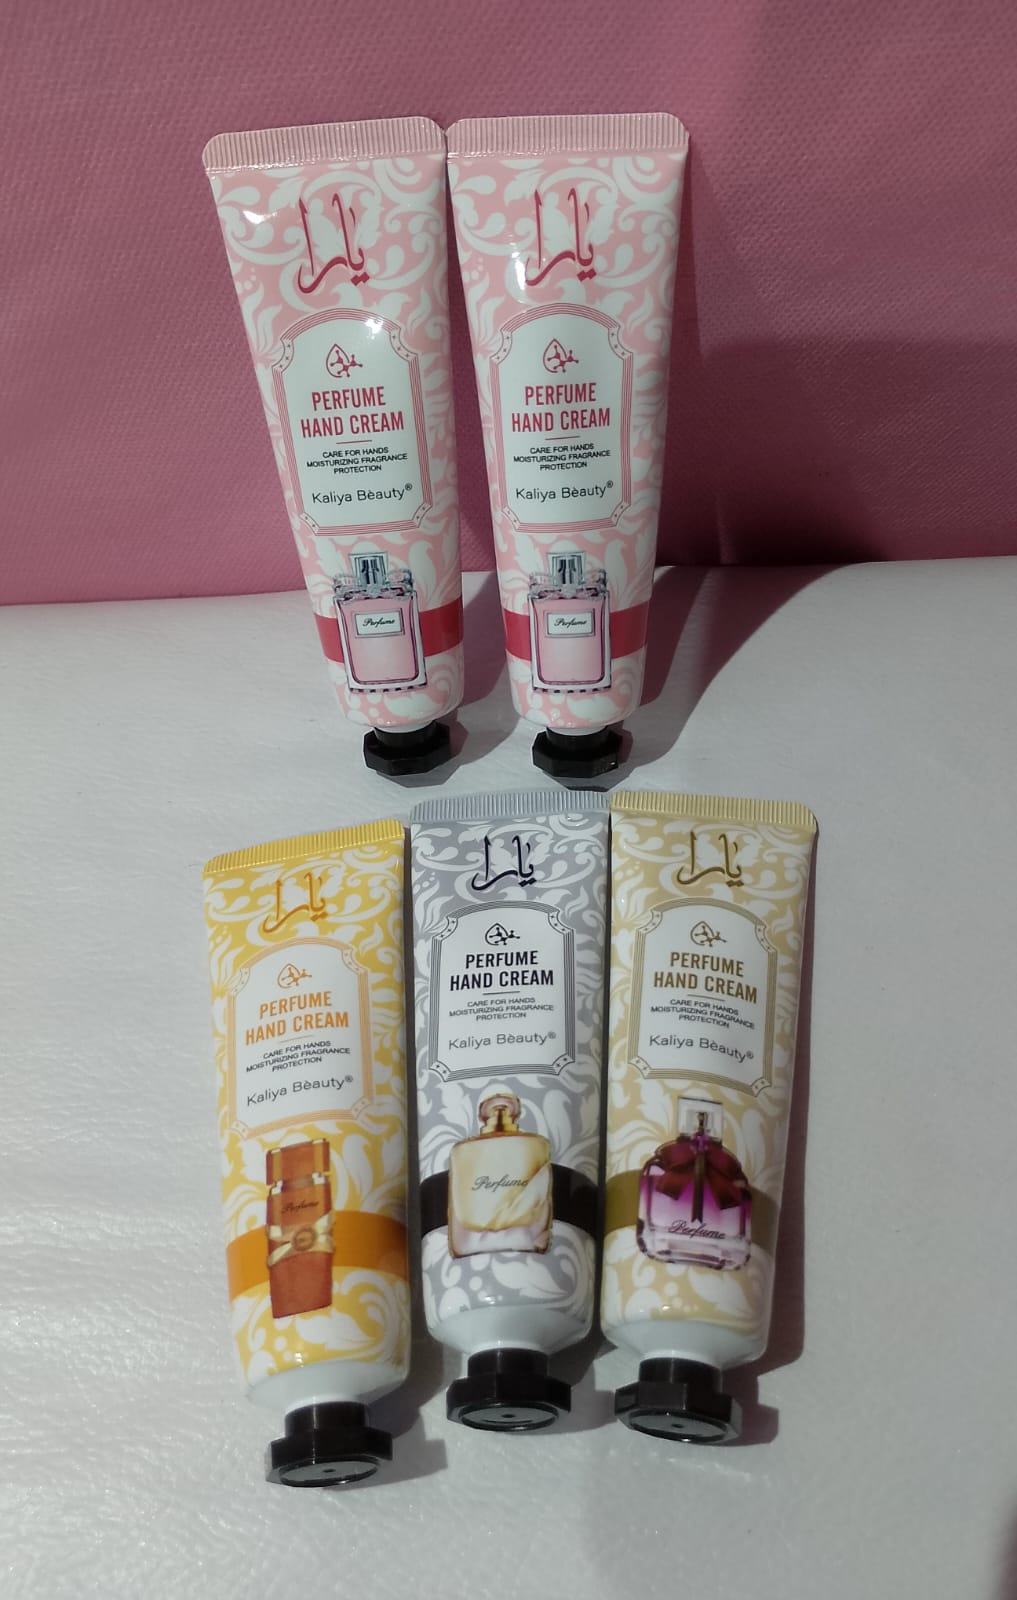 يارا
PERFUME
HAND CREAM
CARE FOR HANDS
MOISTURIZING FRAGRANCE
PROTECTION
Kaliya Bèauty®
Perfume
يارا
PERFUME
HAND CREAM
CARE FOR HANDS
MOISTURIZING FRAGRANCE
PROTECTION
Kaliya Bèauty®
Perfume
يارا
PERFUME
HAND CREAM
CARE FOR HANDS
MOISTURIZING FRAGRANCE
PROTECTION
Kaliya Bèauty®
Perfume
يارا
PERFUME
HAND CREAM
CARE FOR HANDS
MOISTURIZING FRAGRANCE
PROTECTION
Kaliya Bèauty®
Perfume
يارا
PERFUME
HAND CREAM
CARE FOR HANDS
MOISTURIZING FRAGRANCE
PROTECTION
Kaliya Bèauty®
Perfume